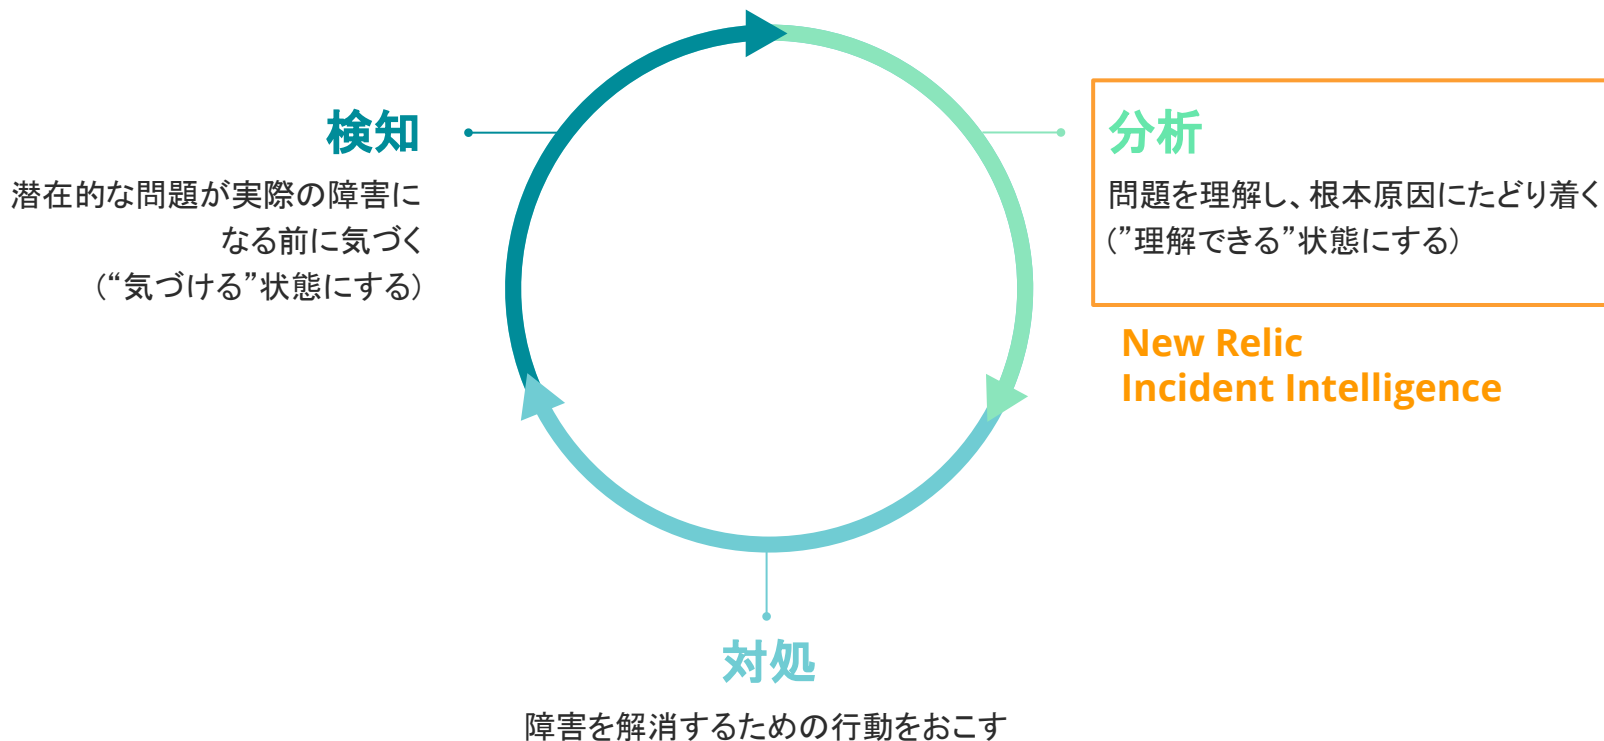 検知
潜在的な問題が実際の障害に
なる前に気づく
(“気づける”状態にする)
分析
問題を理解し、根本原因にたどり着く
(”理解できる”状態にする)
New Relic
Incident Intelligence
対処
障害を解消するための行動をおこす